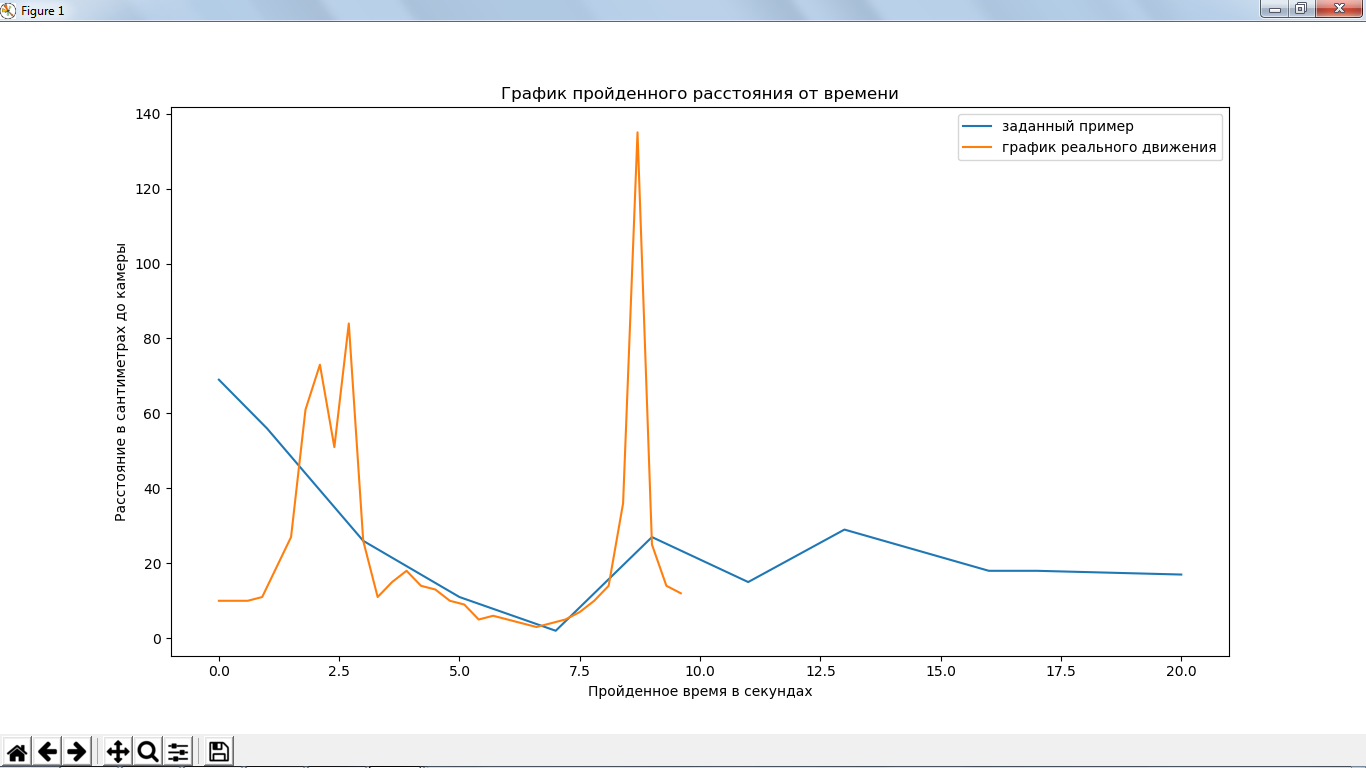 Figure 1
График пройденного расстояния от времени
заданный пример
график реального движения
140
120
100
80
60
40
20
0
Расстояние в сантиметрах до камеры
0.0 2.5 5.0 7.5 10.0 12.5 15.0 17.5 20.0
Пройденное время в секундах